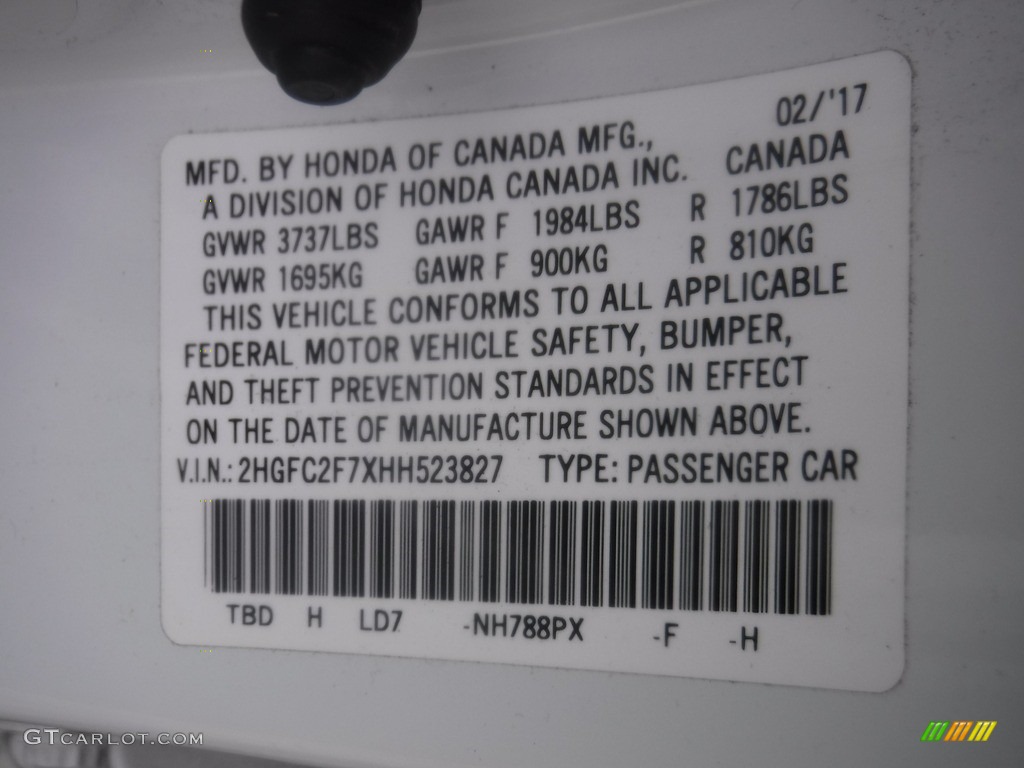 02/'17
MFD. BY HONDA OF CANADA MFG.,
A DIVISION OF HONDA CANADA INC. CANADA
GVWR 3737LBS GAWR F 1984LBS R 1786LBS
GVWR 1695KG GAWR F 900KG R 810KG
THIS VEHICLE CONFORMS TO ALL APPLICABLE
FEDERAL MOTOR VEHICLE SAFETY, BUMPER,
AND THEFT PREVENTION STANDARDS IN EFFECT
ON THE DATE OF MANUFACTURE SHOWN ABOVE.
V.I.N.: 2HGFC2F7XHH523827 TYPE: PASSENGER CAR
TBD H LD7 -NH788PX -F -H
GTCARLOT.COM